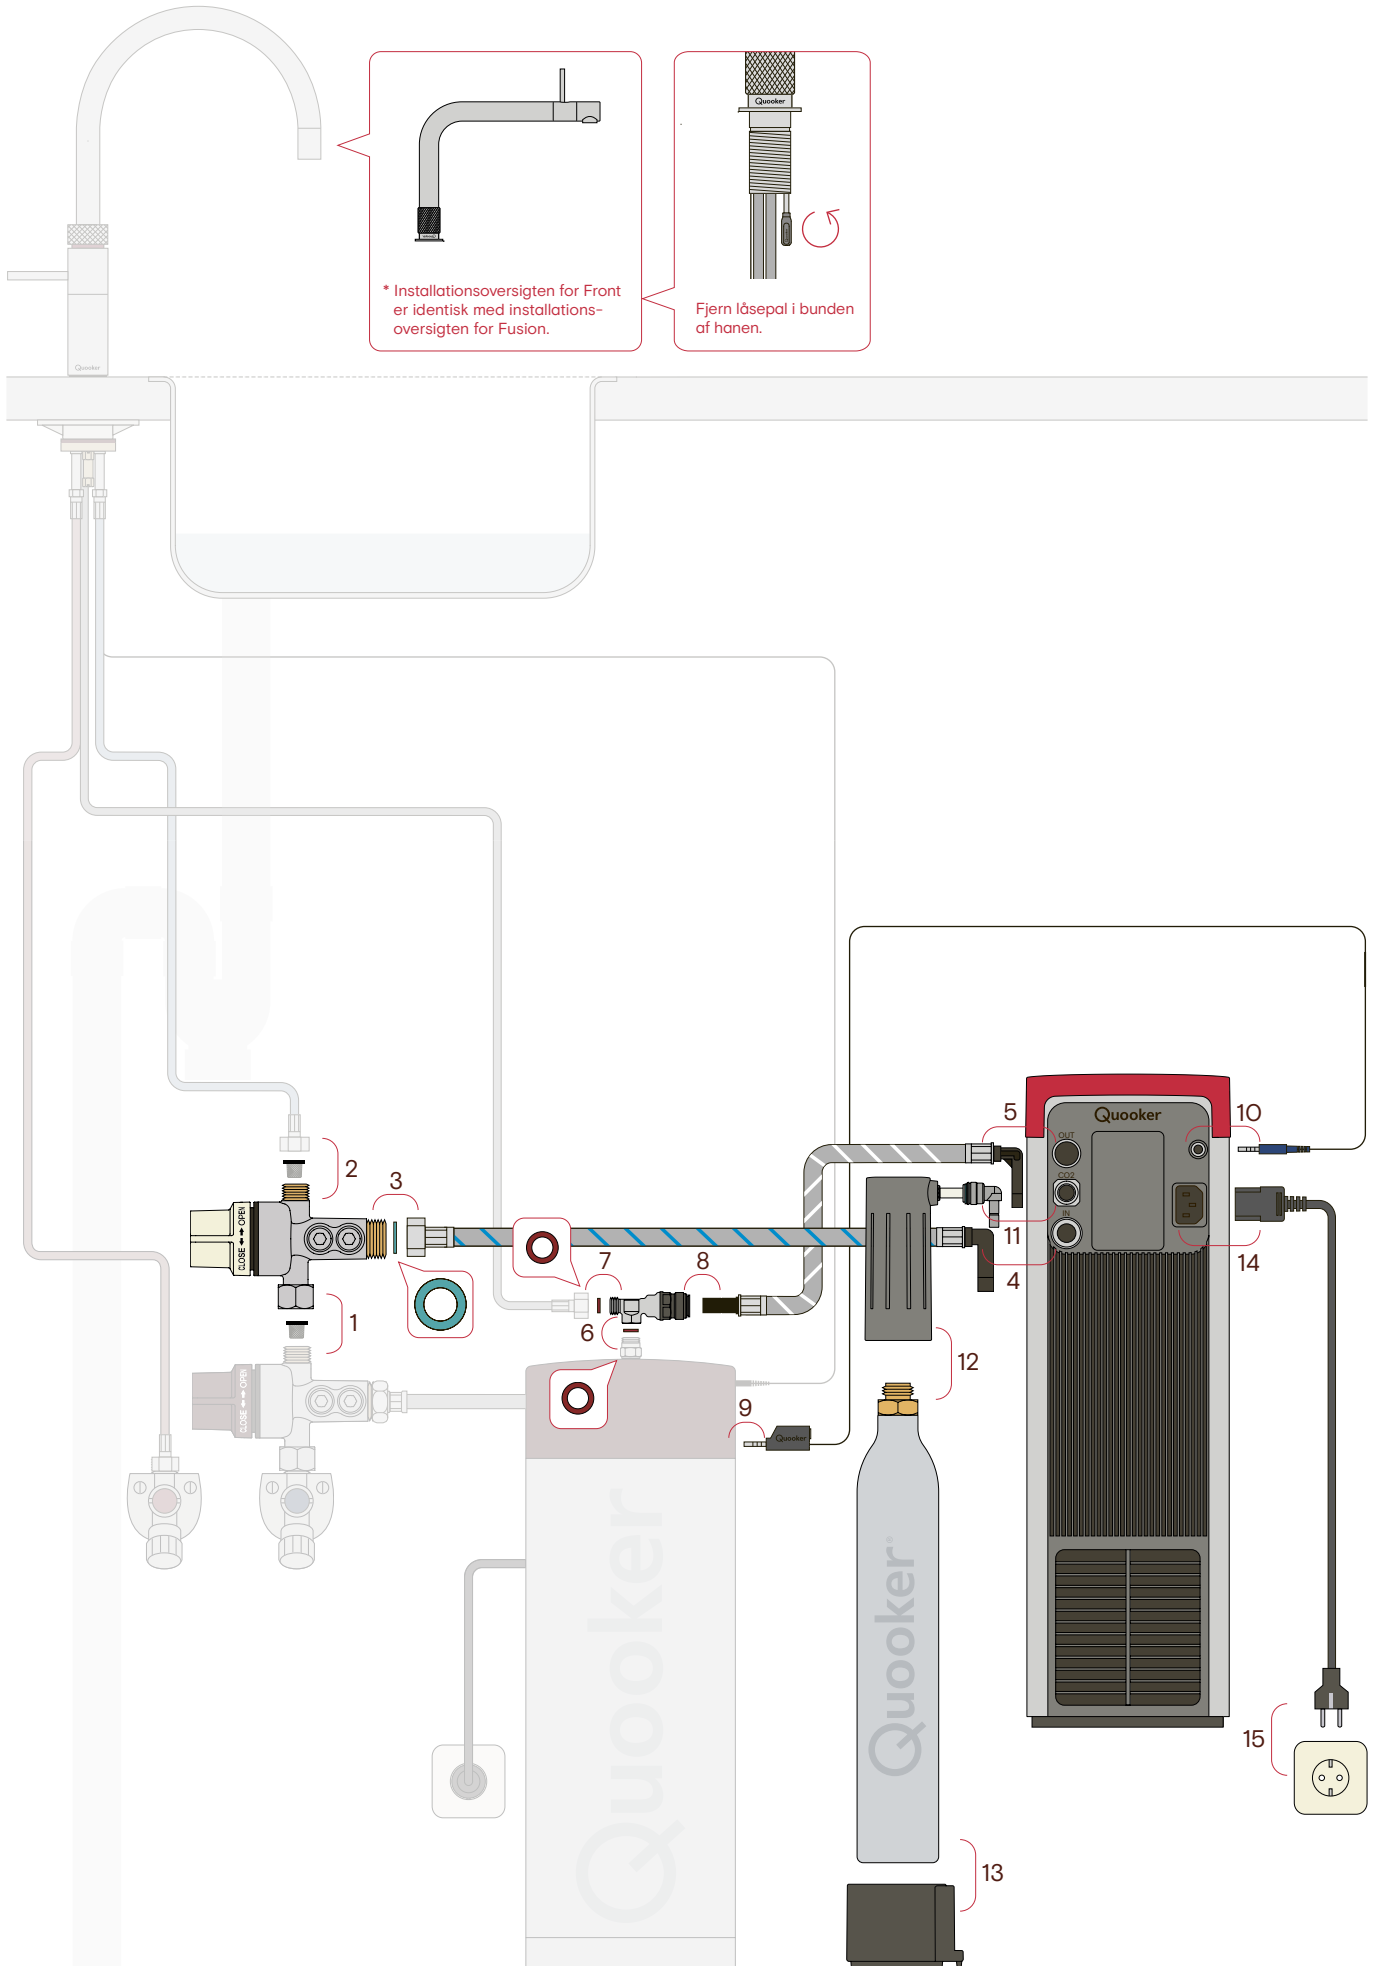 Quooker
* Installationsoversigten for Front
er identisk med installations-
oversigten for Fusion.
Fjern låsepal i bunden
af hanen.
Quooker
Quooker
5
10
OUT
2
CO2
3
IN
11
CLOSE OPEN
7
8
4
14
1
6
12
CLOSE OPEN
9
Quooker
Quooker
Quooker
15
13